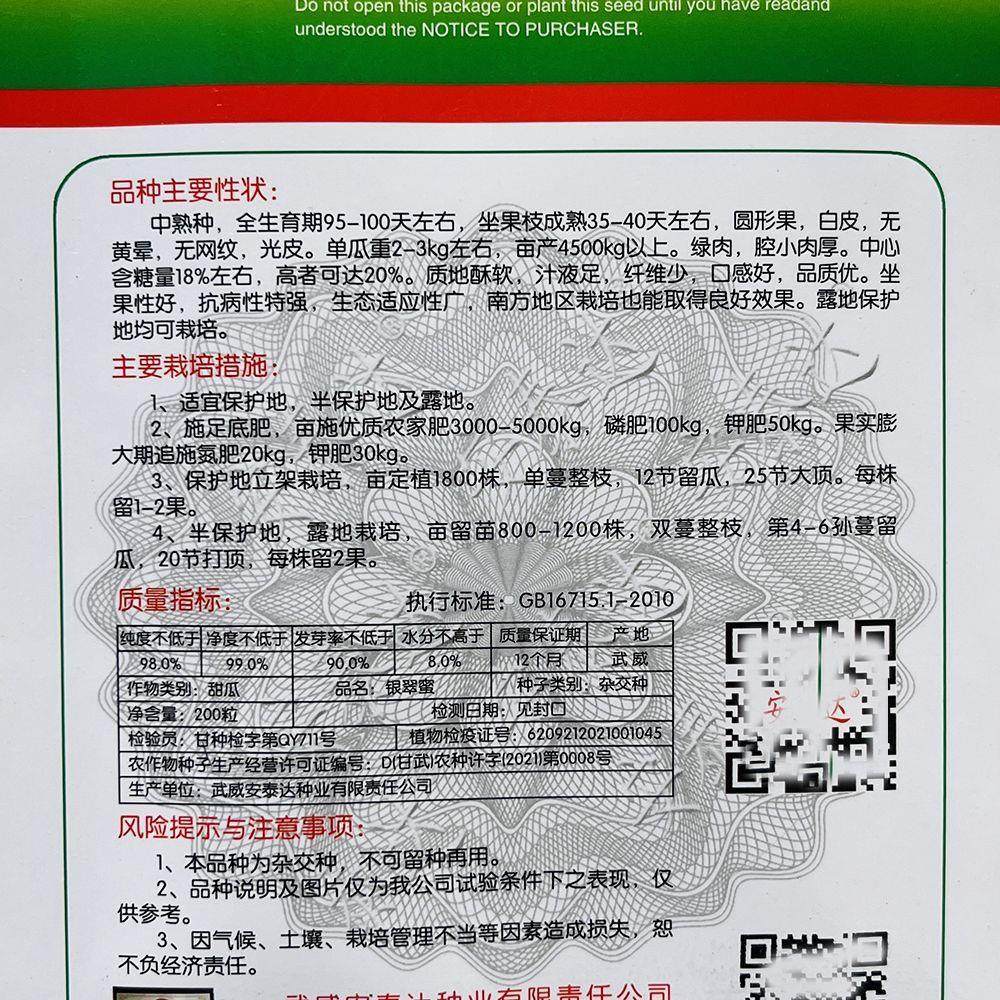 Do not open this package or plant this seed until you have readand
understood the NOTICE TO PURCHASER.
品种主要性状：
中熟种，全生育期95-100天左右，坐果枝成熟35-40天左右，圆形果，白皮，无
黄晕，无网纹，光皮。单瓜重2-3kg左右，亩产4500kg以上。绿肉，腔小肉厚。中心
含糖量18%左右，高者可达20%。质地酥软，汁液足，纤维少，口感好，品质优。坐
果性好，抗病性特强，生态适应性广，南方地区栽培也能取得良好效果。露地保护
地均可栽培。
主要栽培措施：
1、适宜保护地，半保护地及露地。
2、施足底肥，亩施优质农家肥3000-5000kg，磷肥100kg，钾肥50kg。果实膨
大期追施氮肥20kg，钾肥30kg。
3、保护地立架栽培，亩定植1800株，单蔓整枝，12节留瓜，25节大顶。每株
留1-2果。
4、半保护地，露地栽培，亩留苗800-1200株，双蔓整枝，第4-6孙蔓留
瓜，20节打顶，每株留2果。
质量指标： 执行标准：GB16715.1-2010
纯度不低于 净度不低于 发芽率不低于 水分不高于 质量保证期 产地
98.0% 99.0% 90.0% 8.0% 12个月 武威
作物类别：甜瓜 品名：银翠蜜 种子类别：杂交种
净含量：200粒 检测日期：见封口
检验员：甘种检字第QY711号 植物检疫证号：6209212021001045
农作物种子生产经营许可证编号：D(甘武)农种许字(2021)第0008号
生产单位：武威安泰达种业有限责任公司
安 达®
风险提示与注意事项：
1、本品种为杂交种，不可留种再用。
2、品种说明及图片仅为我公司试验条件下之表现，仅
供参考。
3、因气候、土壤、栽培管理不当等因素造成损失，恕
不负经济责任。
武威安泰达种业有限责任公司